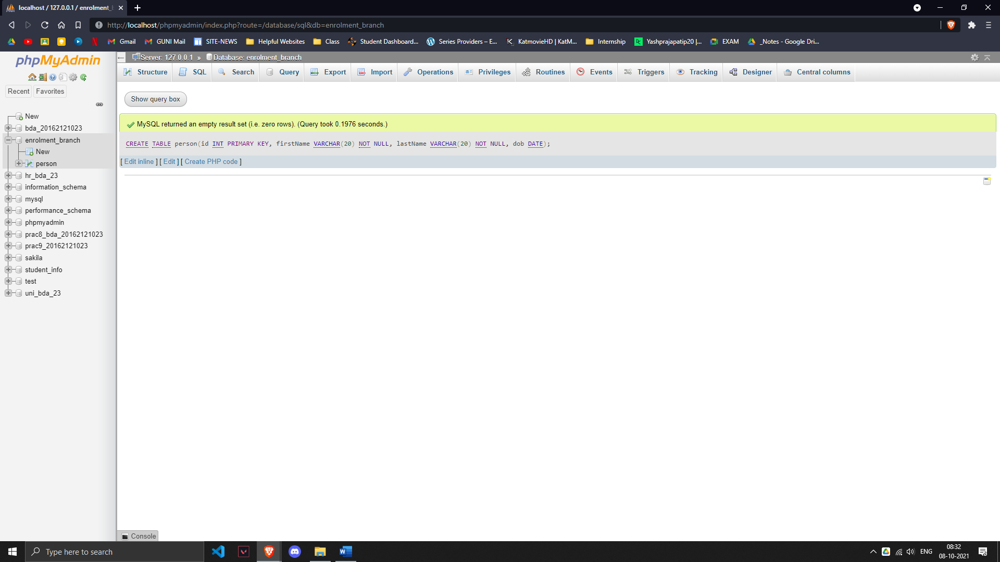 localhost / 127.0.0.1 / enrolment_
http://localhost/phpmyadmin/index.php?route=/database/sql&db=enrolment_branch
Gmail GUNI Mail SITE-NEWS Helpful Websites Class Student Dashboard... Series Providers – E... KatmovieHD | KatM... Internship Yashprajapatip20 |... EXAM _Notes - Google Dri...
phpMyAdmin
Recent Favorites
New
bda_20162121023
enrolment_branch
New
person
hr_bda_23
information_schema
mysql
performance_schema
phpmyadmin
prac8_bda_20162121023
prac9_20162121023
sakila
student_info
test
uni_bda_23
Server: 127.0.0.1 » Database: enrolment_branch
Structure SQL Search Query Export Import Operations Privileges Routines Events Triggers Tracking Designer Central columns
Show query box
MySQL returned an empty result set (i.e. zero rows). (Query took 0.1976 seconds.)
CREATE TABLE person(id INT PRIMARY KEY, firstName VARCHAR(20) NOT NULL, lastName VARCHAR(20) NOT NULL, dob DATE);
[ Edit inline ] [ Edit ] [ Create PHP code ]
Console
Type here to search
ENG
08:32
08-10-2021